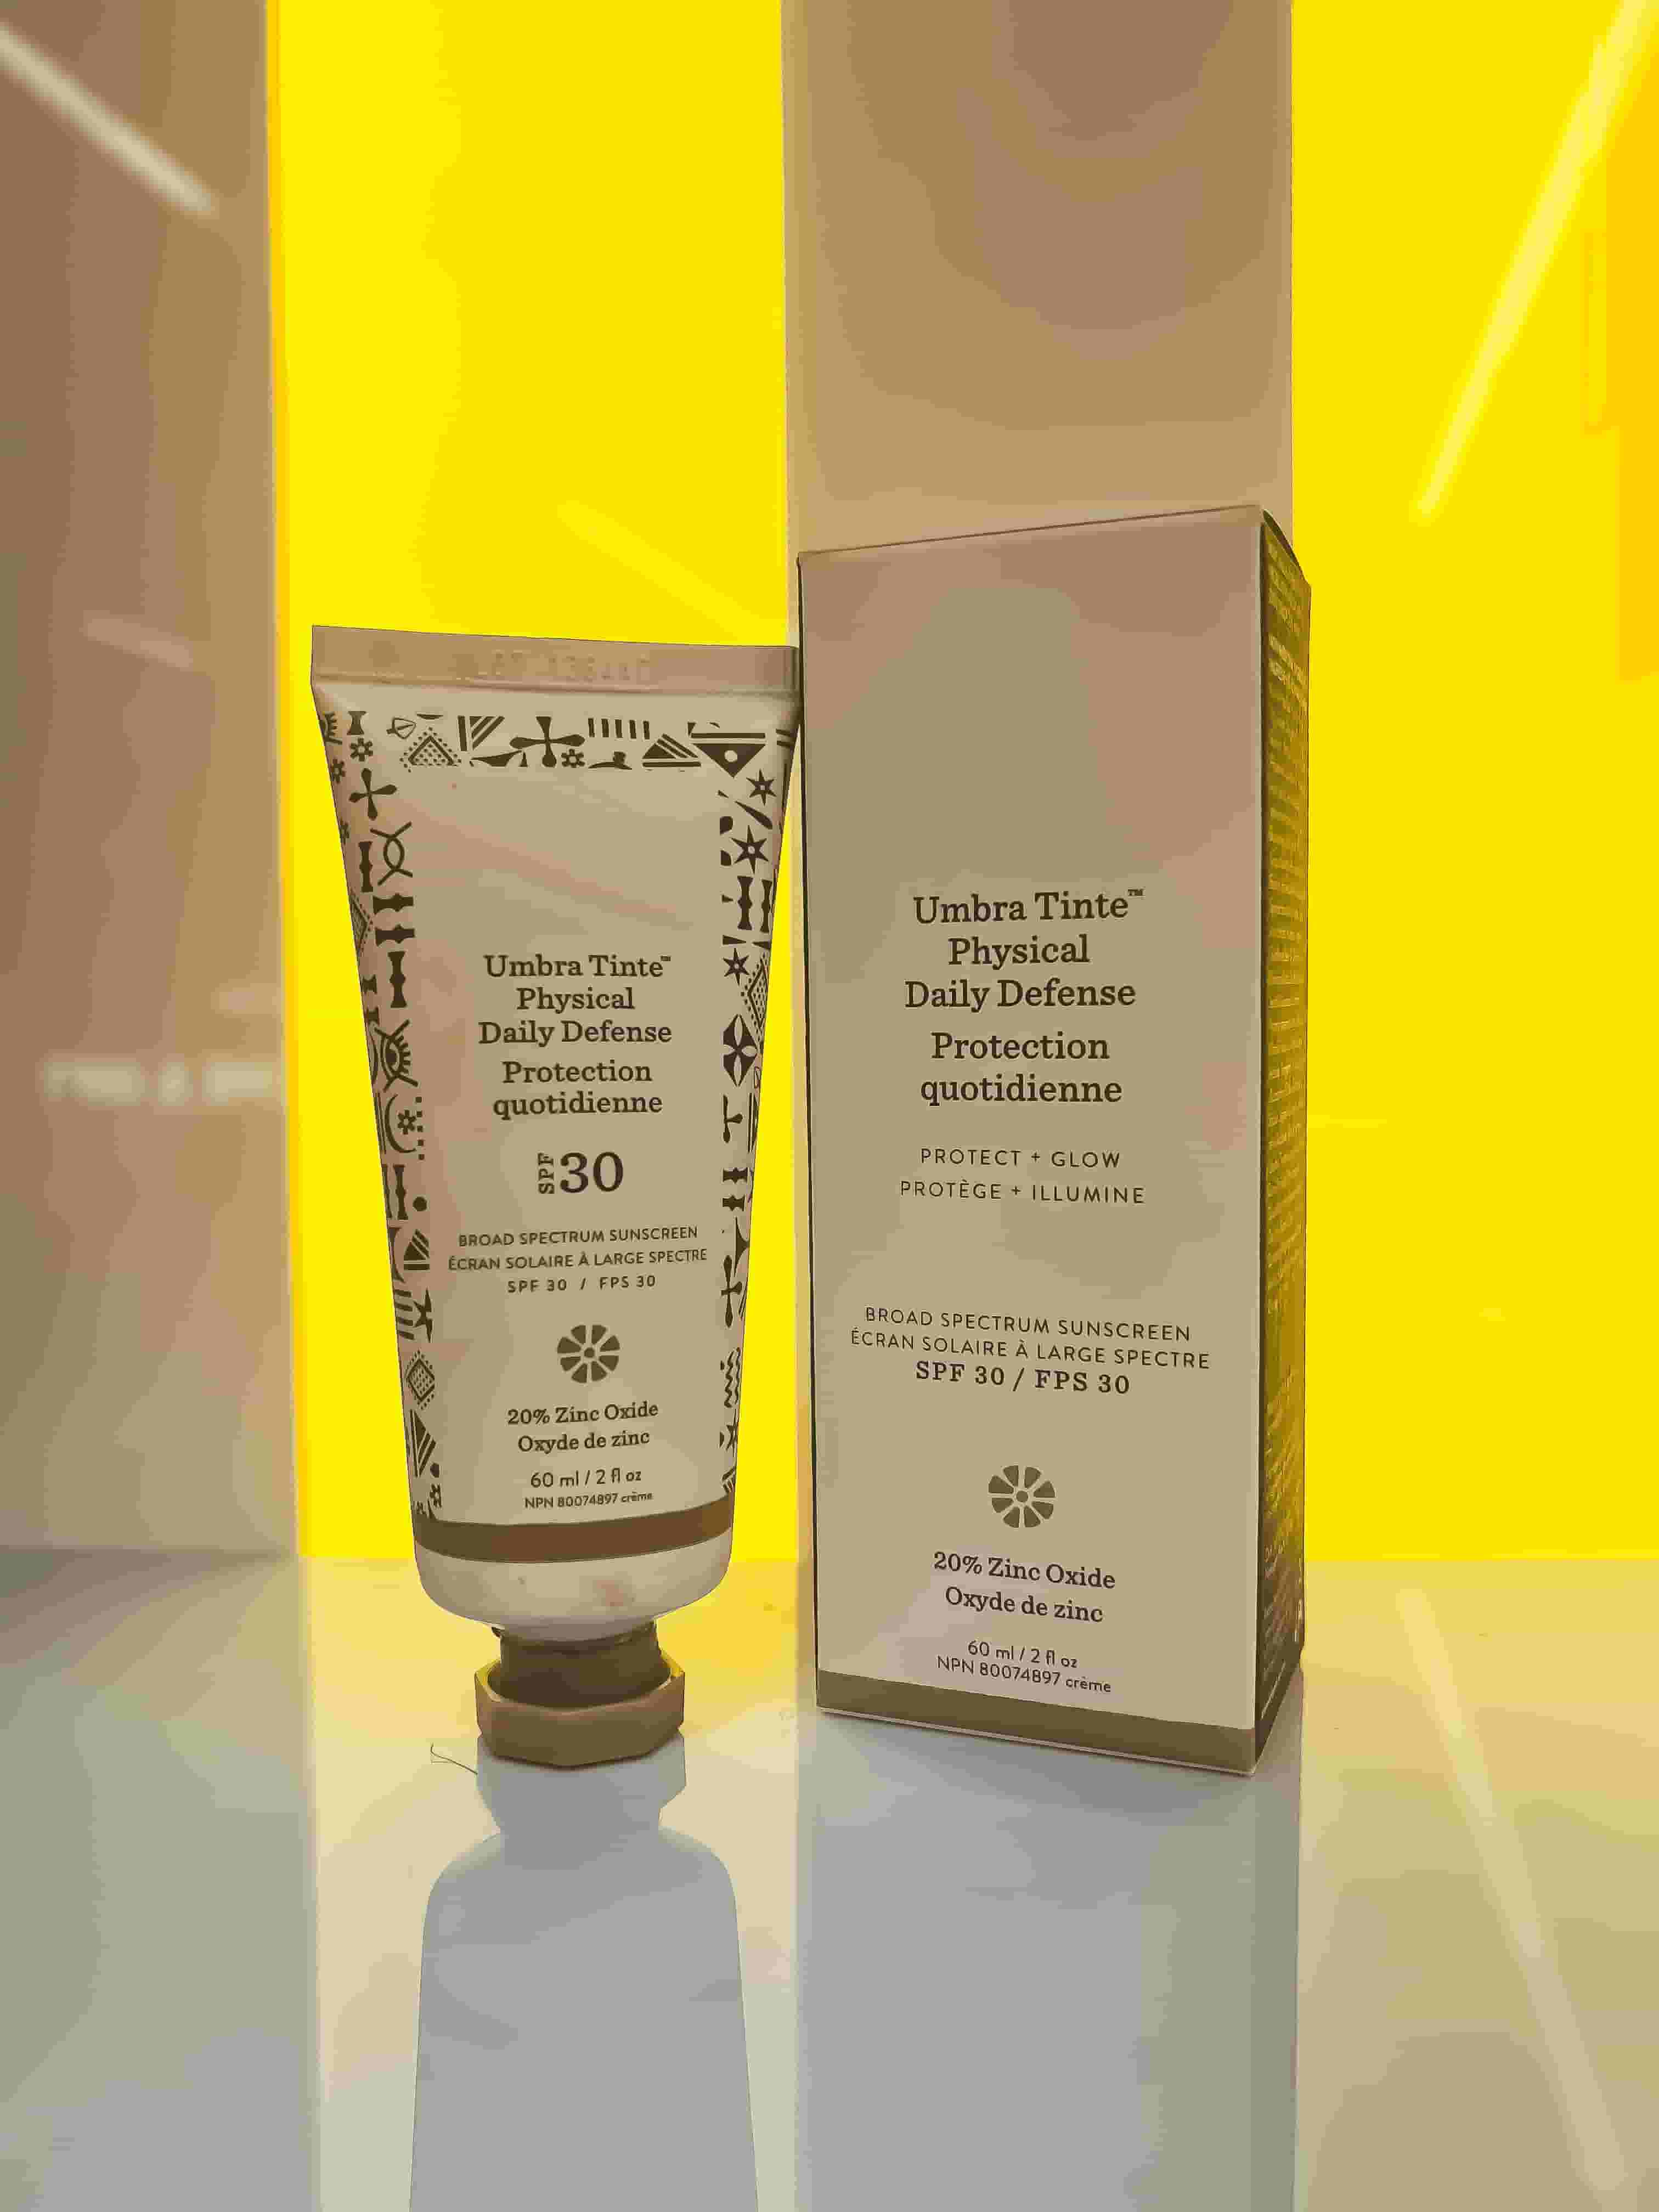 Umbra Tinte™
Physical
Daily Defense
Protection
quotidienne
SPF 30
BROAD SPECTRUM SUNSCREEN
ÉCRAN SOLAIRE À LARGE SPECTRE
SPF 30 / FPS 30
20% Zinc Oxide
Oxyde de zinc
60 ml / 2 fl oz
NPN 80074897 crème
Umbra Tinte™
Physical
Daily Defense
Protection
quotidienne
PROTECT + GLOW
PROTÈGE + ILLUMINE
BROAD SPECTRUM SUNSCREEN
ÉCRAN SOLAIRE À LARGE SPECTRE
SPF 30 / FPS 30
20% Zinc Oxide
Oxyde de zinc
60 ml / 2 fl oz
NPN 80074897 crème